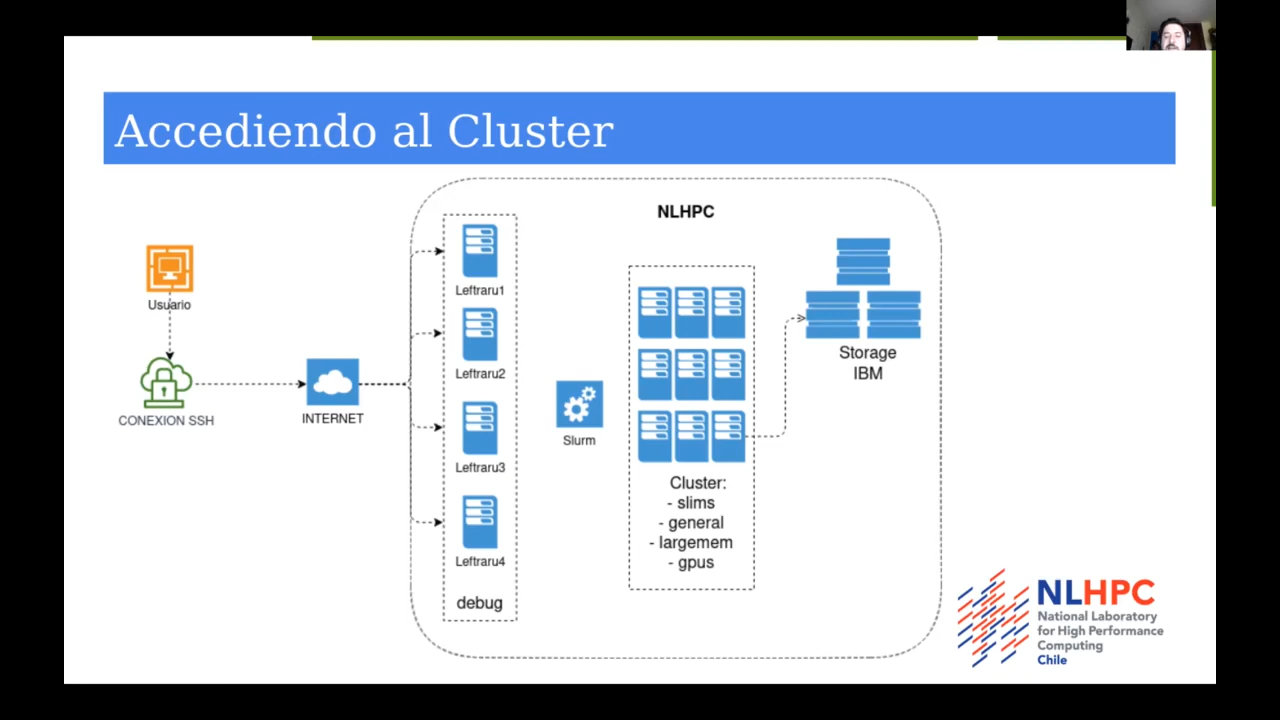 Accediendo al Cluster
NLHPC
Usuario
CONEXION SSH
INTERNET
Leftraru1
Leftraru2
Leftraru3
Leftraru4
debug
Slurm
Cluster:
- slims
- general
- largemem
- gpus
Storage
IBM
NLHPC
National Laboratory
for High Performance
Computing
Chile